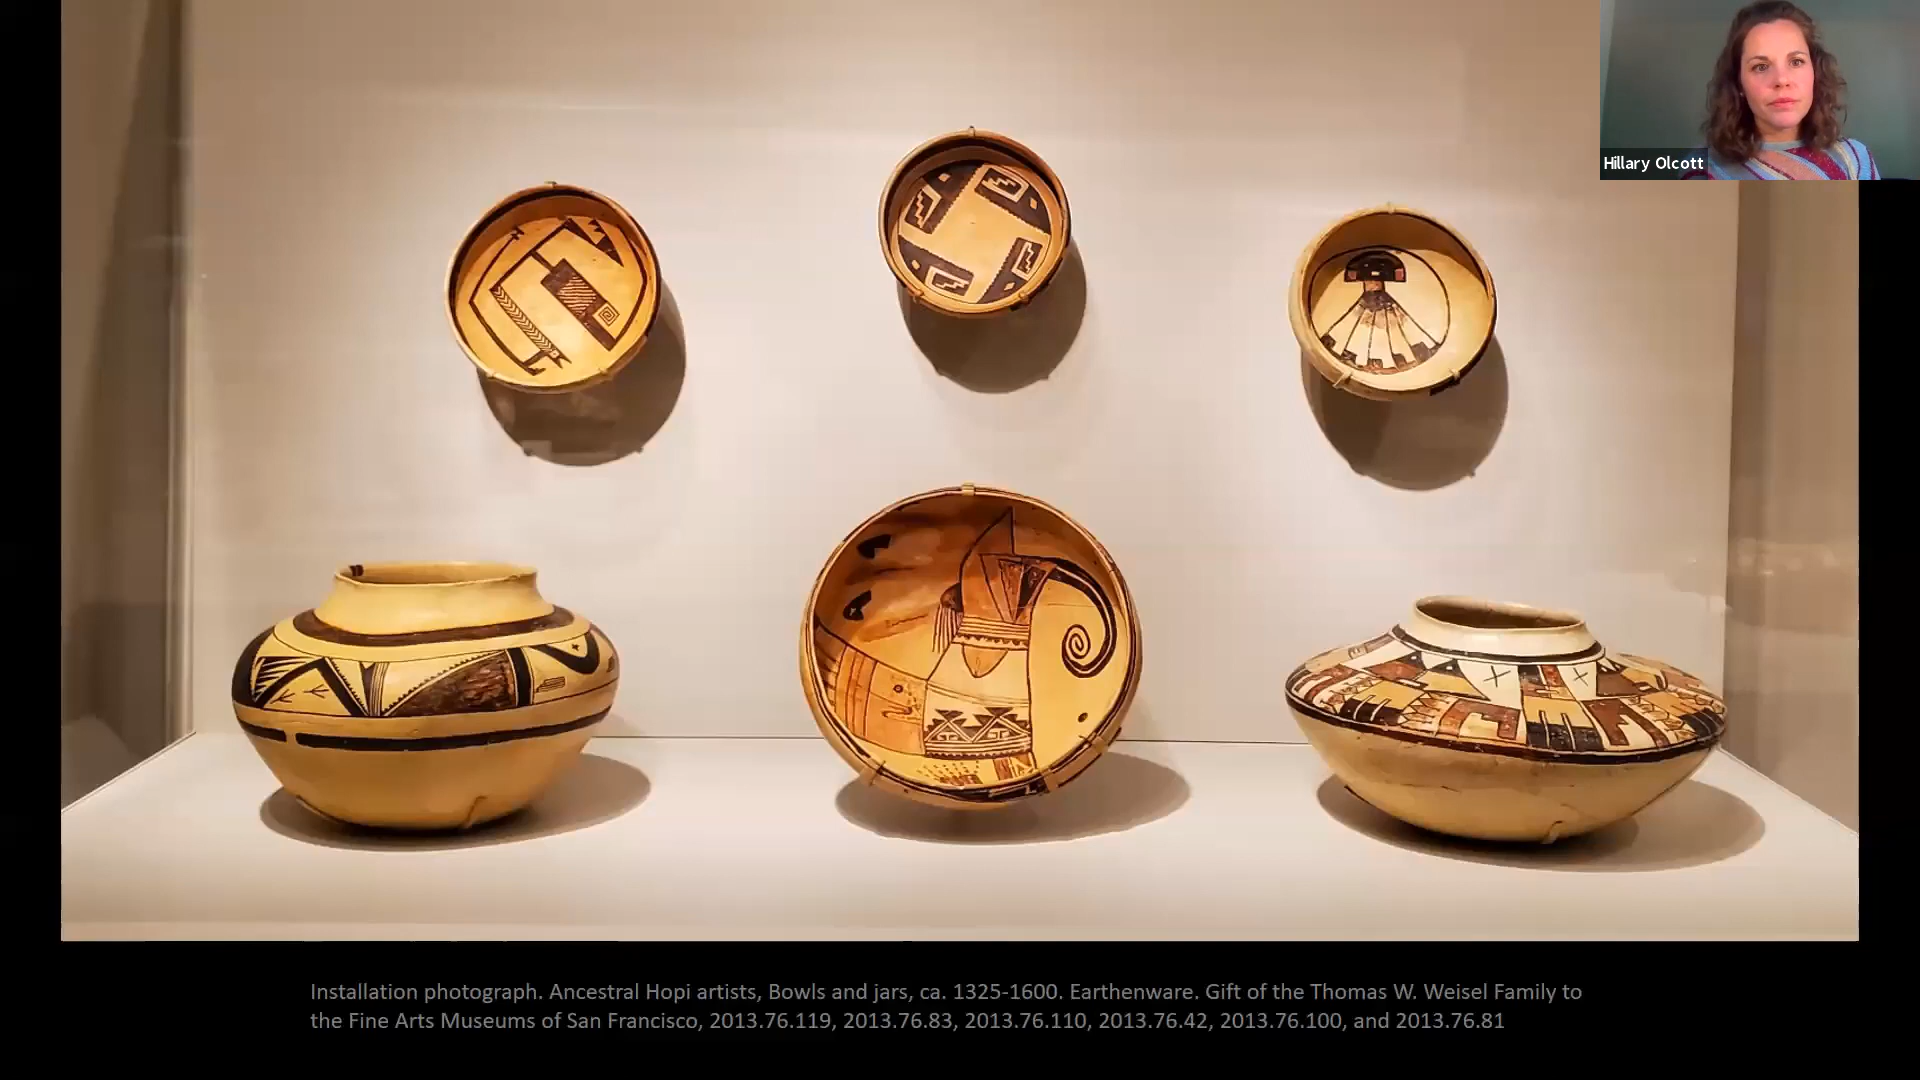 Hillary Olcott
Installation photograph. Ancestral Hopi artists, Bowls and jars, ca. 1325-1600. Earthenware. Gift of the Thomas W. Weisel Family to
the Fine Arts Museums of San Francisco, 2013.76.119, 2013.76.83, 2013.76.110, 2013.76.42, 2013.76.100, and 2013.76.81